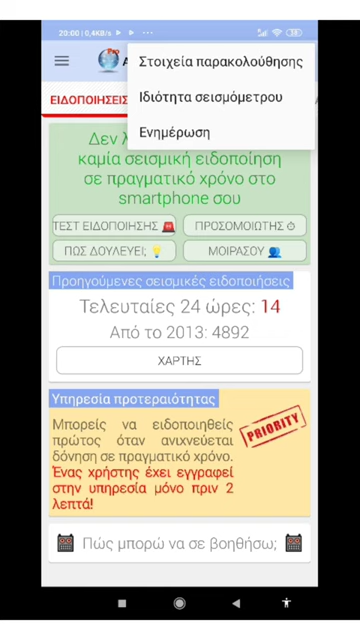 20:00 | 0,4KB/s
38
Pro
Στοιχεία παρακολούθησης
Ιδιότητα σεισμόμετρου
Ενημέρωση
ΕΙΔΟΠΟΙΗΣΕΙΣ
Δεν
καμία σεισμική ειδοποίηση
σε πραγματικό χρόνο στο
smartphone σου
ΤΕΣΤ ΕΙΔΟΠΟΙΗΣΗΣ ΠΡΟΣΟΜΟΙΩΤΗΣ
ΠΩΣ ΔΟΥΛΕΥΕΙ; ΜΟΙΡΑΣΟΥ
Προηγούμενες σεισμικές ειδοποιήσεις
Τελευταίες 24 ώρες: 14
Από το 2013: 4892
ΧΑΡΤΗΣ
Υπηρεσία προτεραιότητας
Μπορείς να ειδοποιηθείς
πρώτος όταν ανιχνεύεται
δόνηση σε πραγματικό χρόνο.
Ένας χρήστης έχει εγγραφεί
στην υπηρεσία μόνο πριν 2
λεπτά!
PRIORITY
Πώς μπορώ να σε βοηθήσω;